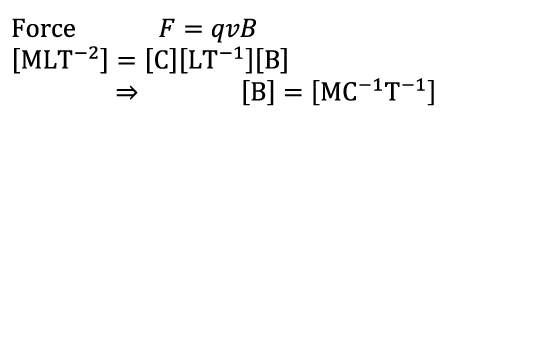 Force F = qvB
[MLT⁻²] = [C][LT⁻¹][B]
⇒ [B] = [MC⁻¹T⁻¹]